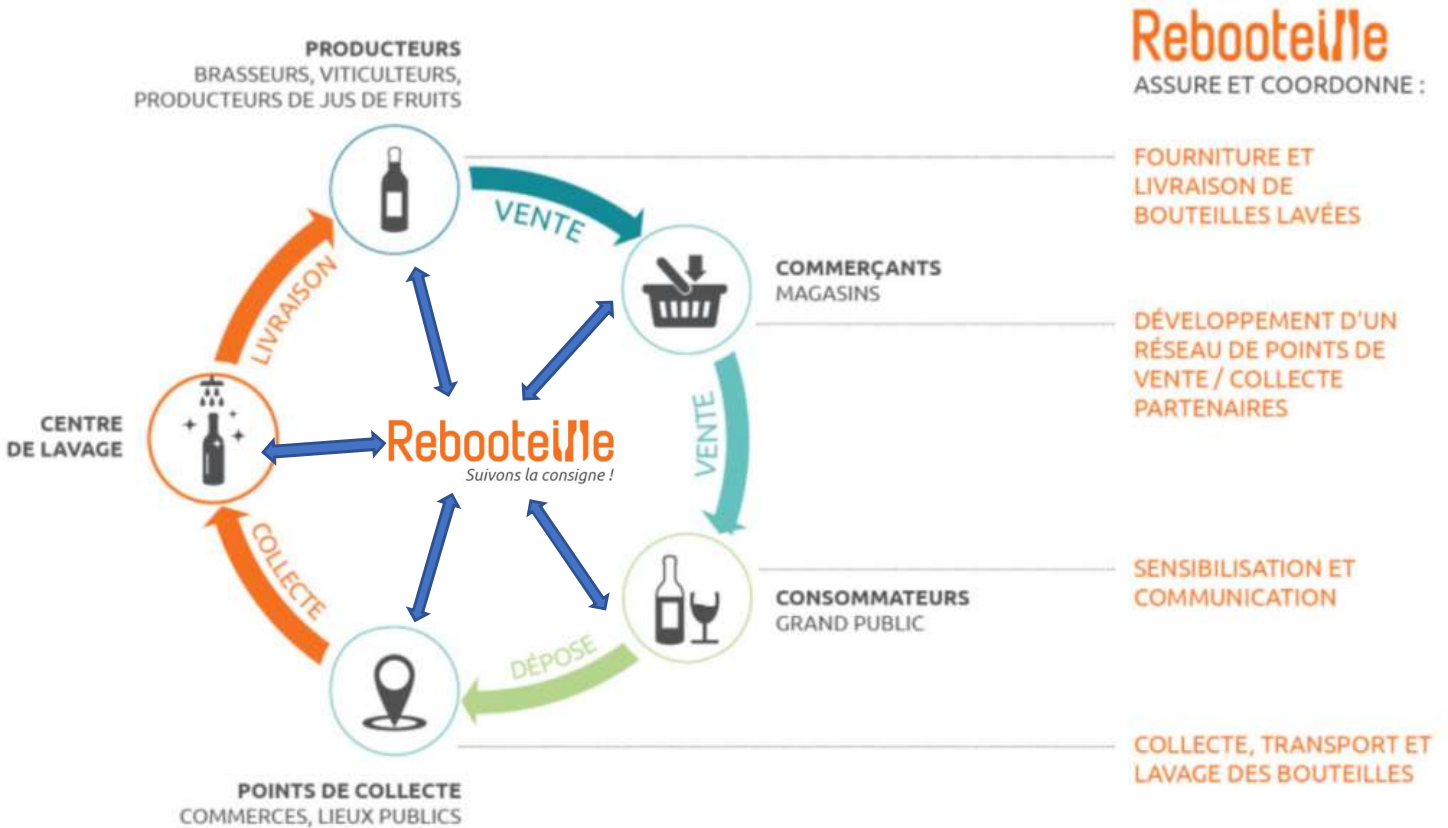 PRODUCTEURS
BRASSEURS, VITICULTEURS,
PRODUCTEURS DE JUS DE FRUITS
VENTE
COMMERÇANTS
MAGASINS
VENTE
CONSOMMATEURS
GRAND PUBLIC
DÉPOSE
POINTS DE COLLECTE
COMMERCES, LIEUX PUBLICS
COLLECTE
CENTRE
DE LAVAGE
LIVRAISON
Rebooteille
Suivons la consigne !
Rebooteille
ASSURE ET COORDONNE :
FOURNITURE ET
LIVRAISON DE
BOUTEILLES LAVÉES
DÉVELOPPEMENT D'UN
RÉSEAU DE POINTS DE
VENTE / COLLECTE
PARTENAIRES
SENSIBILISATION ET
COMMUNICATION
COLLECTE, TRANSPORT ET
LAVAGE DES BOUTEILLES